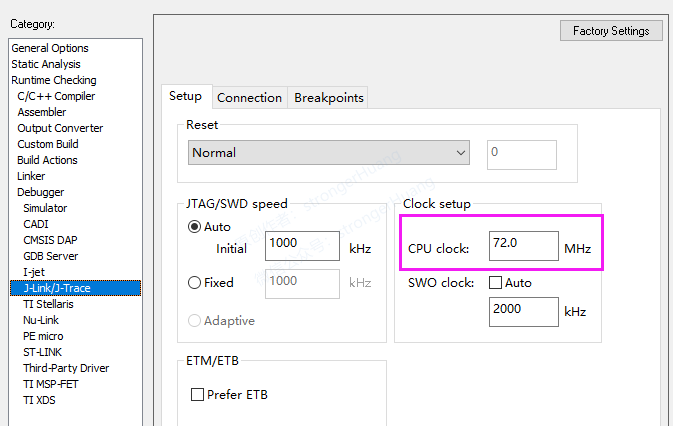 Category:
Factory Settings
General Options
Static Analysis
Runtime Checking
C/C++ Compiler
Assembler
Output Converter
Custom Build
Build Actions
Linker
Debugger
Simulator
CADI
CMSIS DAP
GDB Server
I-jet
J-Link/J-Trace
TI Stellaris
Nu-Link
PE micro
ST-LINK
Third-Party Driver
TI MSP-FET
TI XDS
Setup Connection Breakpoints
Reset
Normal 0
JTAG/SWD speed
Auto
Initial 1000 kHz
Fixed 1000 kHz
Adaptive
Clock setup
CPU clock: 72.0 MHz
SWO clock: Auto
2000 kHz
ETM/ETB
Prefer ETB
strongerHuang
strongerHuang